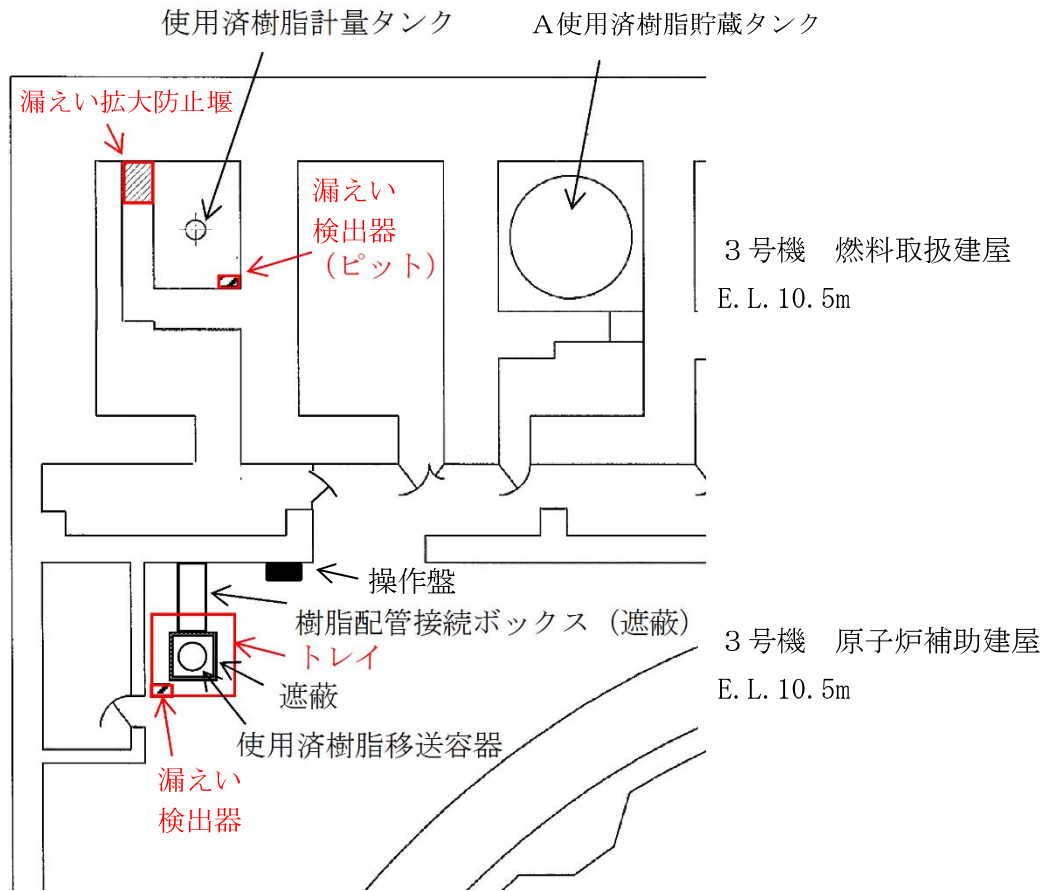 使用済樹脂計量タンク
A使用済樹脂貯蔵タンク
漏えい拡大防止堰
漏えい
検出器
（ピット）
３号機　燃料取扱建屋
E.L.10.5m
操作盤
樹脂配管接続ボックス（遮蔽）
トレイ
遮蔽
３号機　原子炉補助建屋
E.L.10.5m
使用済樹脂移送容器
漏えい
検出器